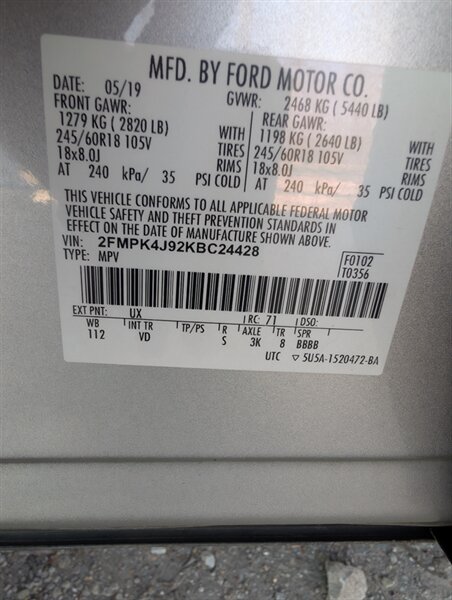 MFD. BY FORD MOTOR CO.
DATE: 05/19 GVWR: 2468 KG ( 5440 LB)
FRONT GAWR: REAR GAWR:
1279 KG ( 2820 LB) WITH 1198 KG ( 2640 LB) WITH
245/60R18 105V TIRES 245/60R18 105V TIRES
18x8.0J RIMS 18x8.0J RIMS
AT 240 kPa/ 35 PSI COLD AT 240 kPa/ 35 PSI COLD
THIS VEHICLE CONFORMS TO ALL APPLICABLE FEDERAL MOTOR
VEHICLE SAFETY AND THEFT PREVENTION STANDARDS IN
EFFECT ON THE DATE OF MANUFACTURE SHOWN ABOVE.
VIN: 2FMPK4J92KBC24428 F0102
TYPE: MPV T0356
EXT PNT: UX RC: 71 DSO:
WB INT TR TP/PS R AXLE TR SPR
112 VD S 3K 8 BBBB
UTC ▽ 5U5A-1520472-BA